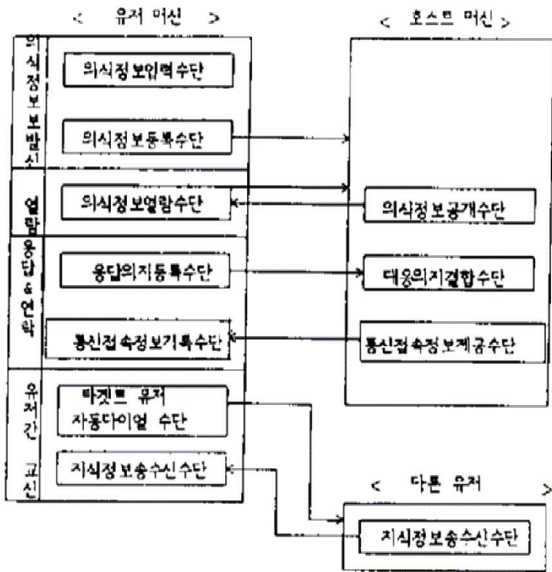 < 유저 머신 >
< 호스트 머신 >
의식정보발신
의식정보입력수단
의식정보등록수단
열람
의식정보열람수단
의식정보공개수단
응답&연락
응답의지등록수단
대응의지결합수단
통신접속정보기록수단
통신접속정보제공수단
유저간 교신
타겟트 유저
자동다이얼 수단
지식정보송수신수단
< 다른 유저 >
지식정보송수신수단